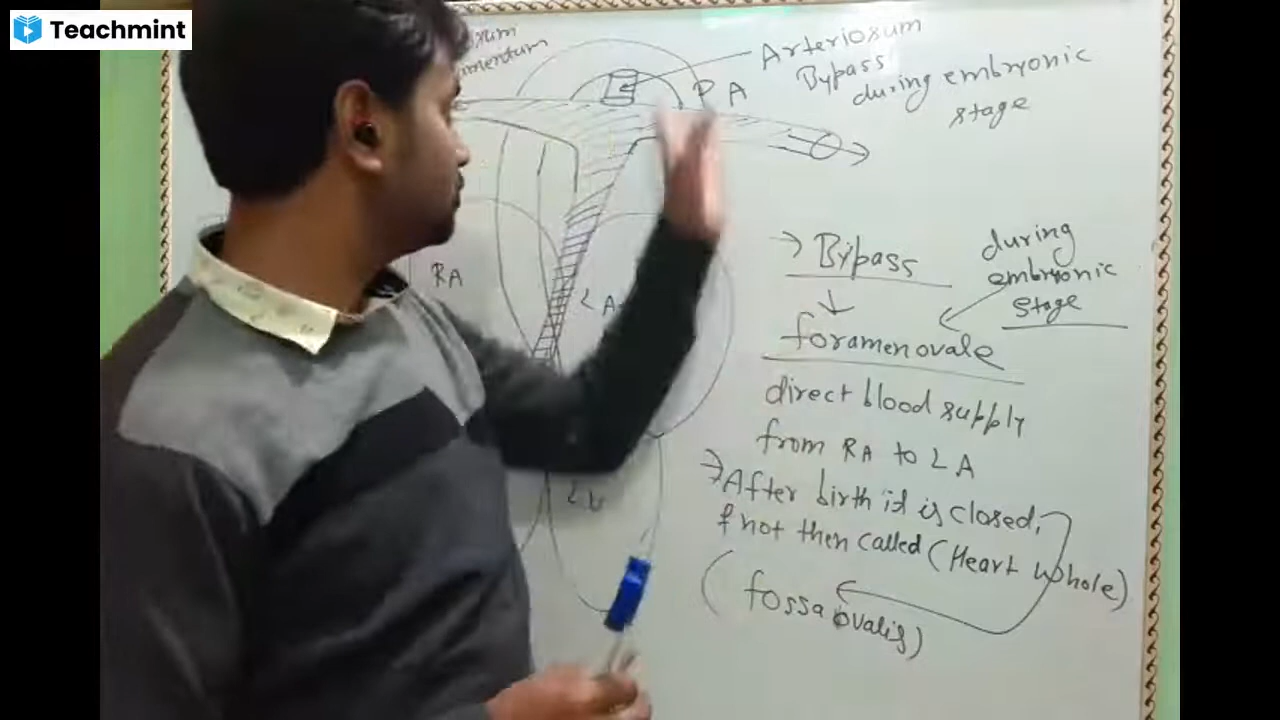 Teachmint
Arteriosum
Bypass
during embryonic
stage
P A
RA
LA
LV
→ Bypass
during
embryonic
stage
foramen ovale
direct blood supply
from RA to LA
→ After birth it is closed,
if not then called (Heart whole)
(fossa ovalis)